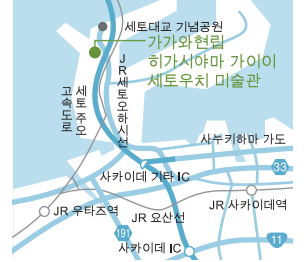 세토대교 기념공원
가가와현립
히가시야마 가이이
세토우치 미술관
JR세토오하시선
세토 주오
고속도로
사누키하마 가도
33
사카이데 기타 IC
JR 사카이데역
JR 우타즈역
JR 요산선
191
11
사카이데 IC